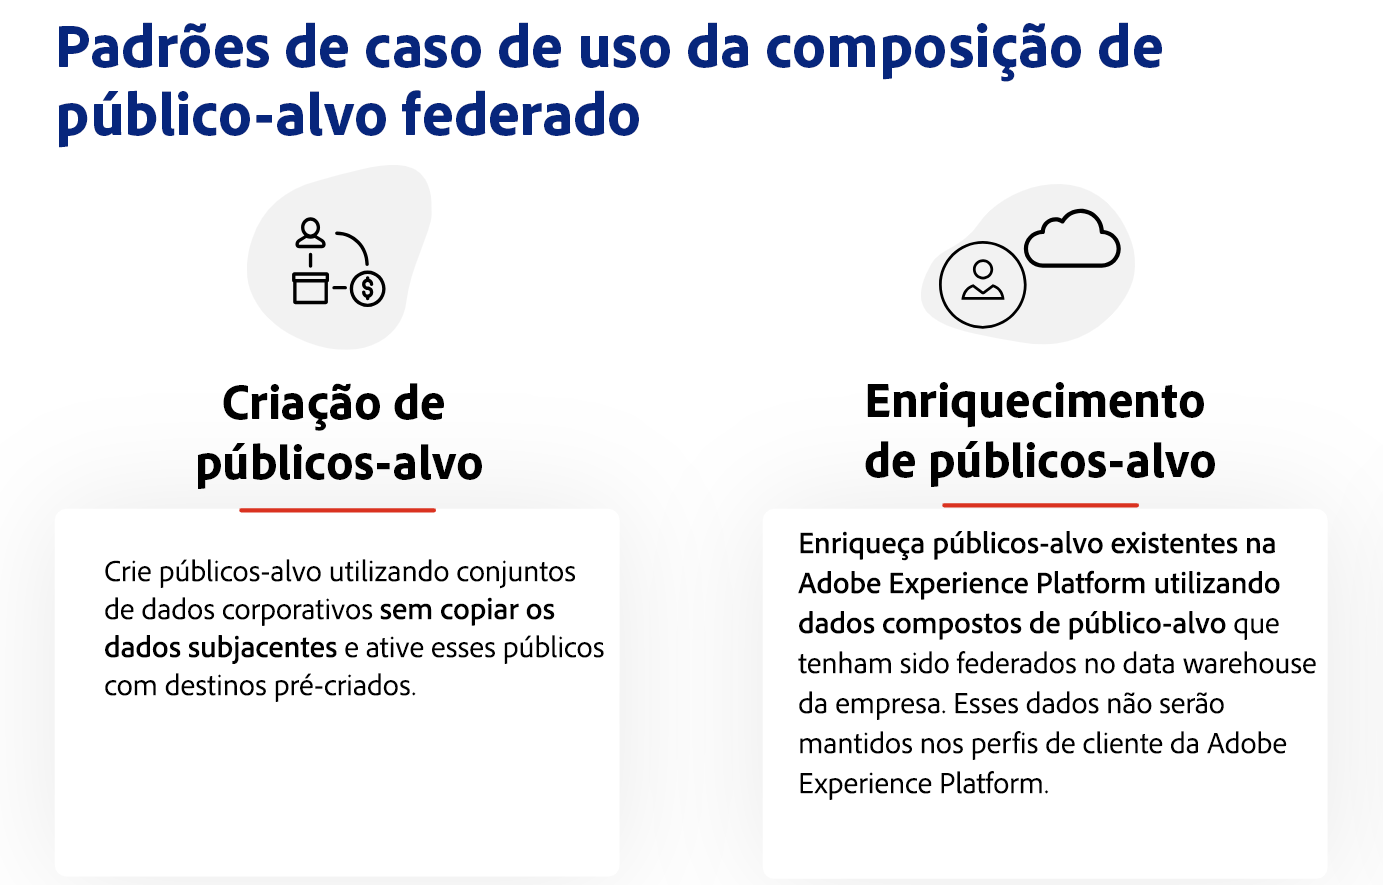 Padrões de caso de uso da composição de
público-alvo federado
$
Criação de
públicos-alvo
Crie públicos-alvo utilizando conjuntos
de dados corporativos sem copiar os
dados subjacentes e ative esses públicos
com destinos pré-criados.
Enriquecimento
de públicos-alvo
Enriqueça públicos-alvo existentes na
Adobe Experience Platform utilizando
dados compostos de público-alvo que
tenham sido federados no data warehouse
da empresa. Esses dados não serão
mantidos nos perfis de cliente da Adobe
Experience Platform.